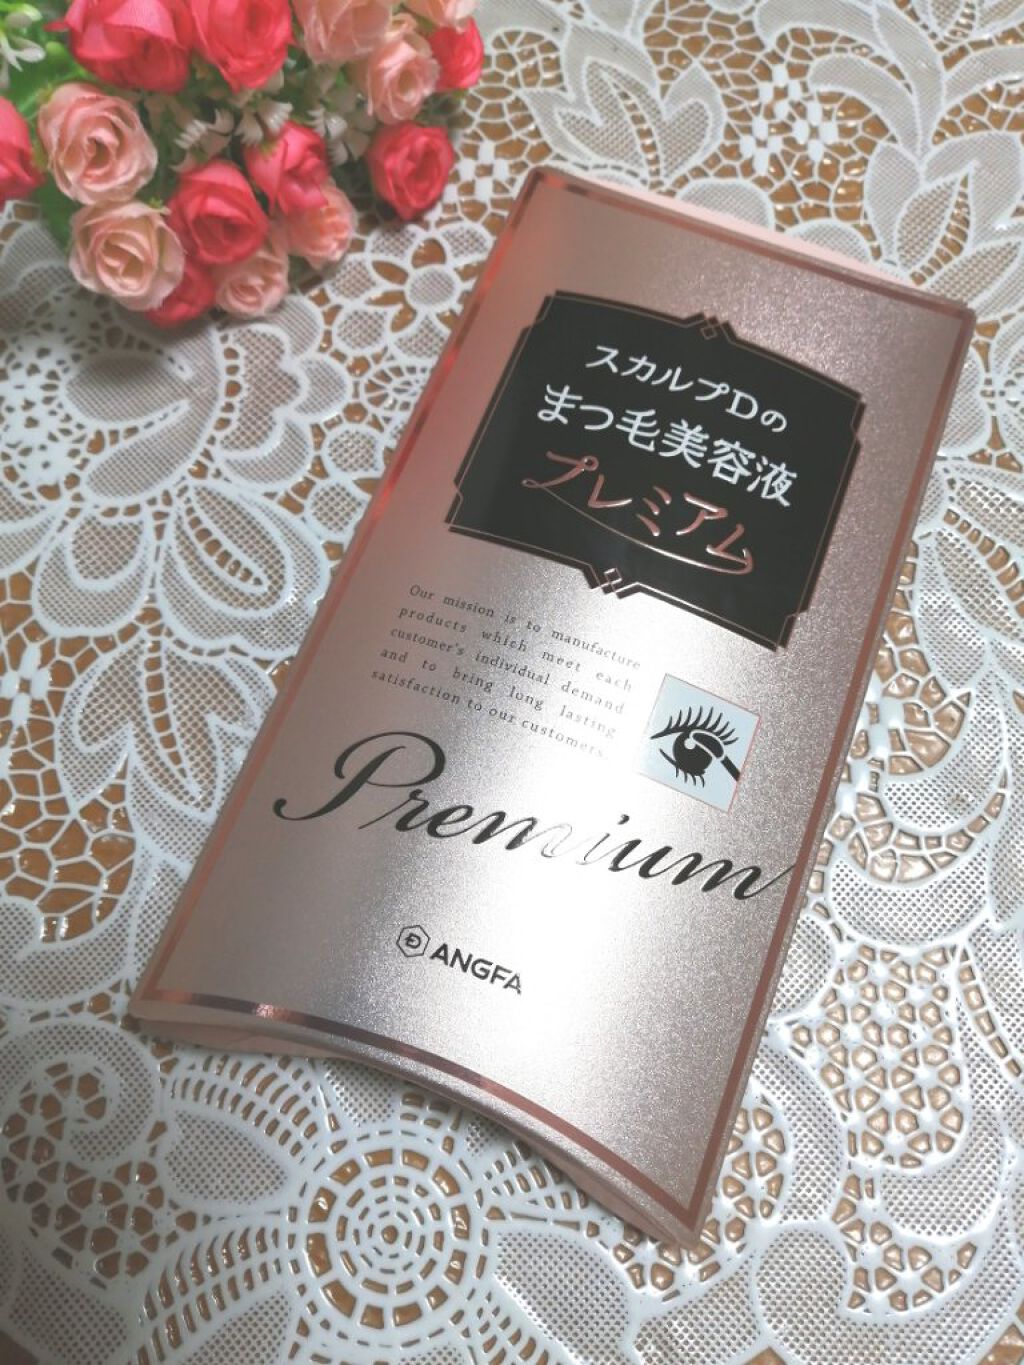 スカルプDの
まつ毛美容液
プレミアム
Our mission is to manufacture
products which meet each
customer's individual demand
and to bring long lasting
satisfaction to our customers.
Premium
ANGFA